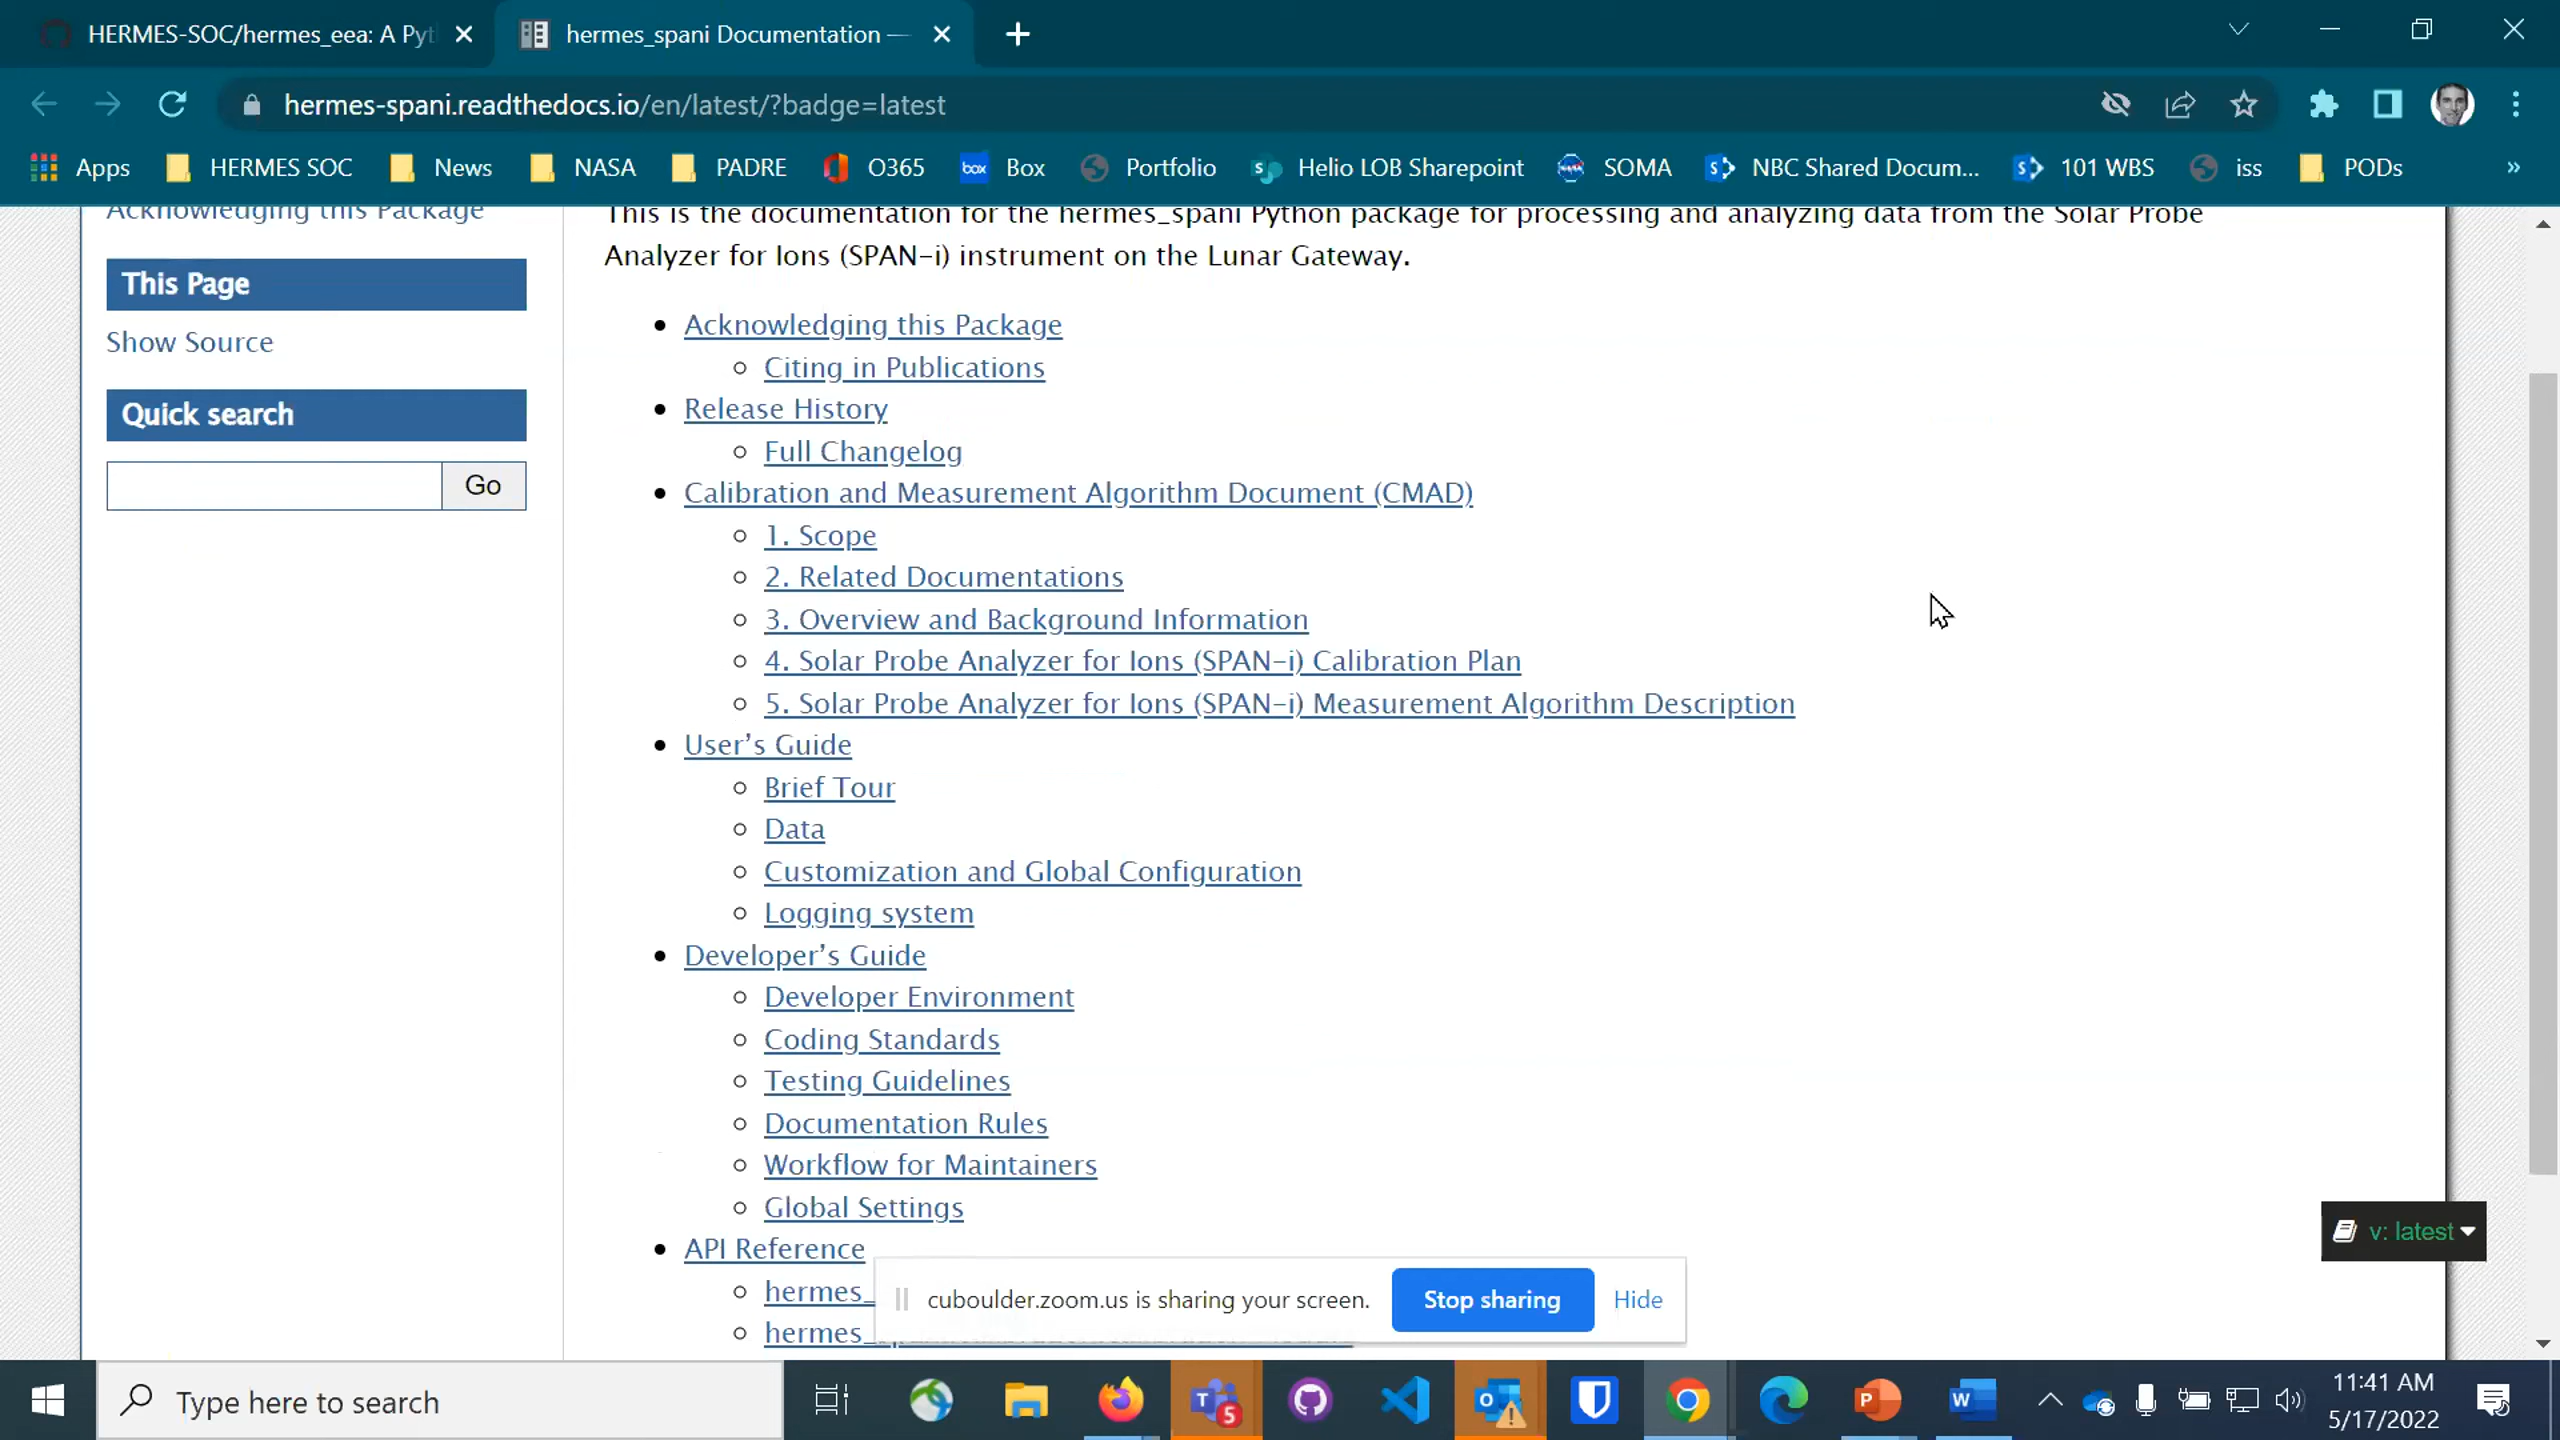 HERMES-SOC/hermes_eea: A Pyt
hermes_spani Documentation —
hermes-spani.readthedocs.io/en/latest/?badge=latest
Apps HERMES SOC News NASA PADRE O365 box Box Portfolio Helio LOB Sharepoint SOMA NBC Shared Docum... 101 WBS iss PODs »
Acknowledging this Package
This Page
Show Source
Quick search
Go
This is the documentation for the hermes_spani Python package for processing and analyzing data from the Solar Probe
Analyzer for Ions (SPAN-i) instrument on the Lunar Gateway.
Acknowledging this Package
Citing in Publications
Release History
Full Changelog
Calibration and Measurement Algorithm Document (CMAD)
1. Scope
2. Related Documentations
3. Overview and Background Information
4. Solar Probe Analyzer for Ions (SPAN-i) Calibration Plan
5. Solar Probe Analyzer for Ions (SPAN-i) Measurement Algorithm Description
User’s Guide
Brief Tour
Data
Customization and Global Configuration
Logging system
Developer’s Guide
Developer Environment
Coding Standards
Testing Guidelines
Documentation Rules
Workflow for Maintainers
Global Settings
API Reference
hermes_
hermes_
v: latest
cuboulder.zoom.us is sharing your screen. Stop sharing Hide
Type here to search
5
11:41 AM
5/17/2022